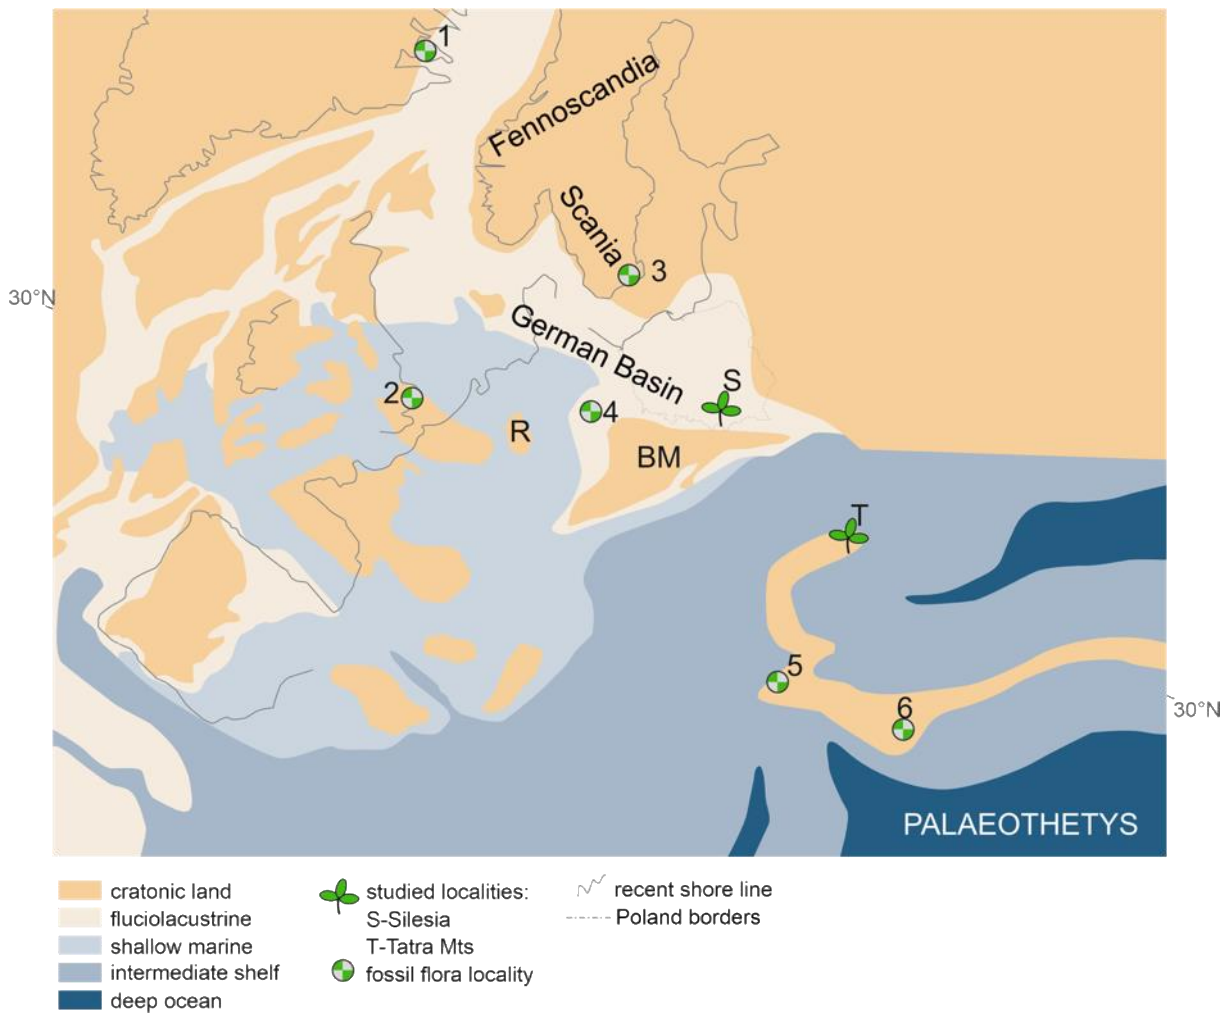 1
Fennoscandia
Scania
3
30°N
German Basin
S
2
4
R
BM
T
5
6
30°N
PALAEOTHETYS
cratonic land
fluciolacustrine
shallow marine
intermediate shelf
deep ocean
studied localities:
S-Silesia
T-Tatra Mts
fossil flora locality
recent shore line
Poland borders